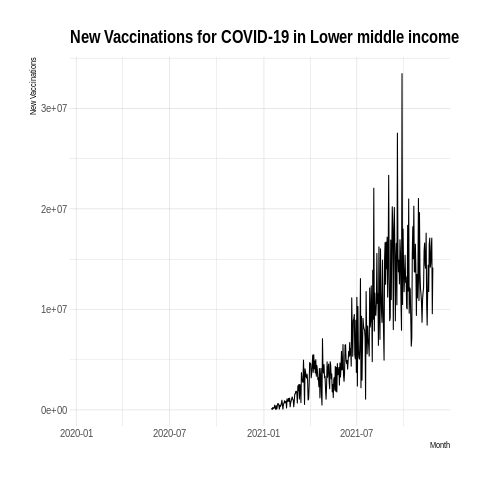 New Vaccinations for COVID-19 in Lower middle income
New Vaccinations
3e+07
2e+07
1e+07
0e+00
2020-01
2020-07
2021-01
2021-07
Month